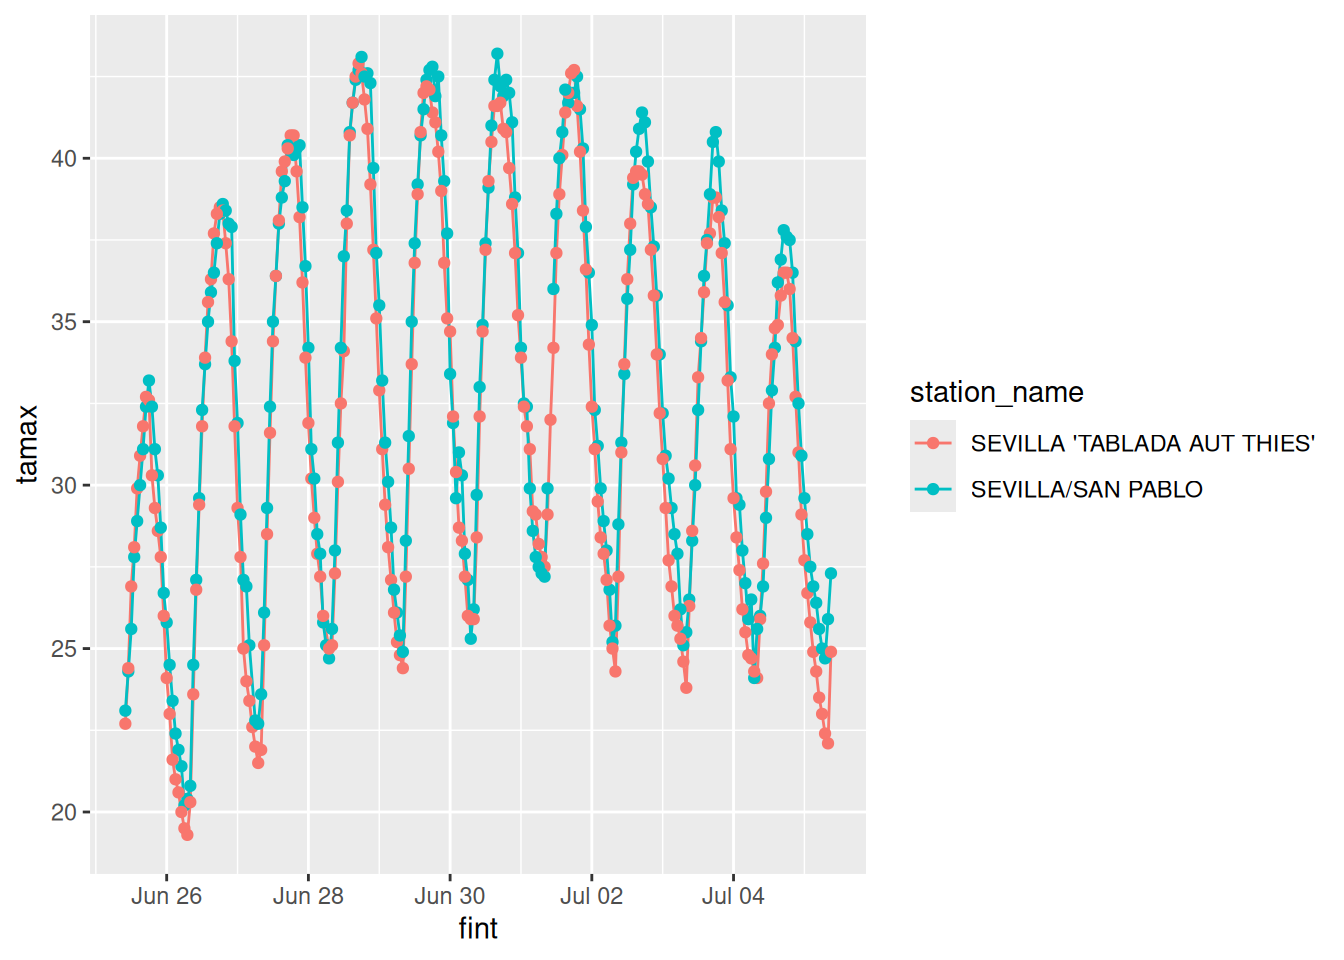 tamax
40
35
30
25
20
Jun 26
Jun 28
Jun 30
Jul 02
Jul 04
fint
station_name
SEVILLA 'TABLADA AUT THIES'
SEVILLA/SAN PABLO